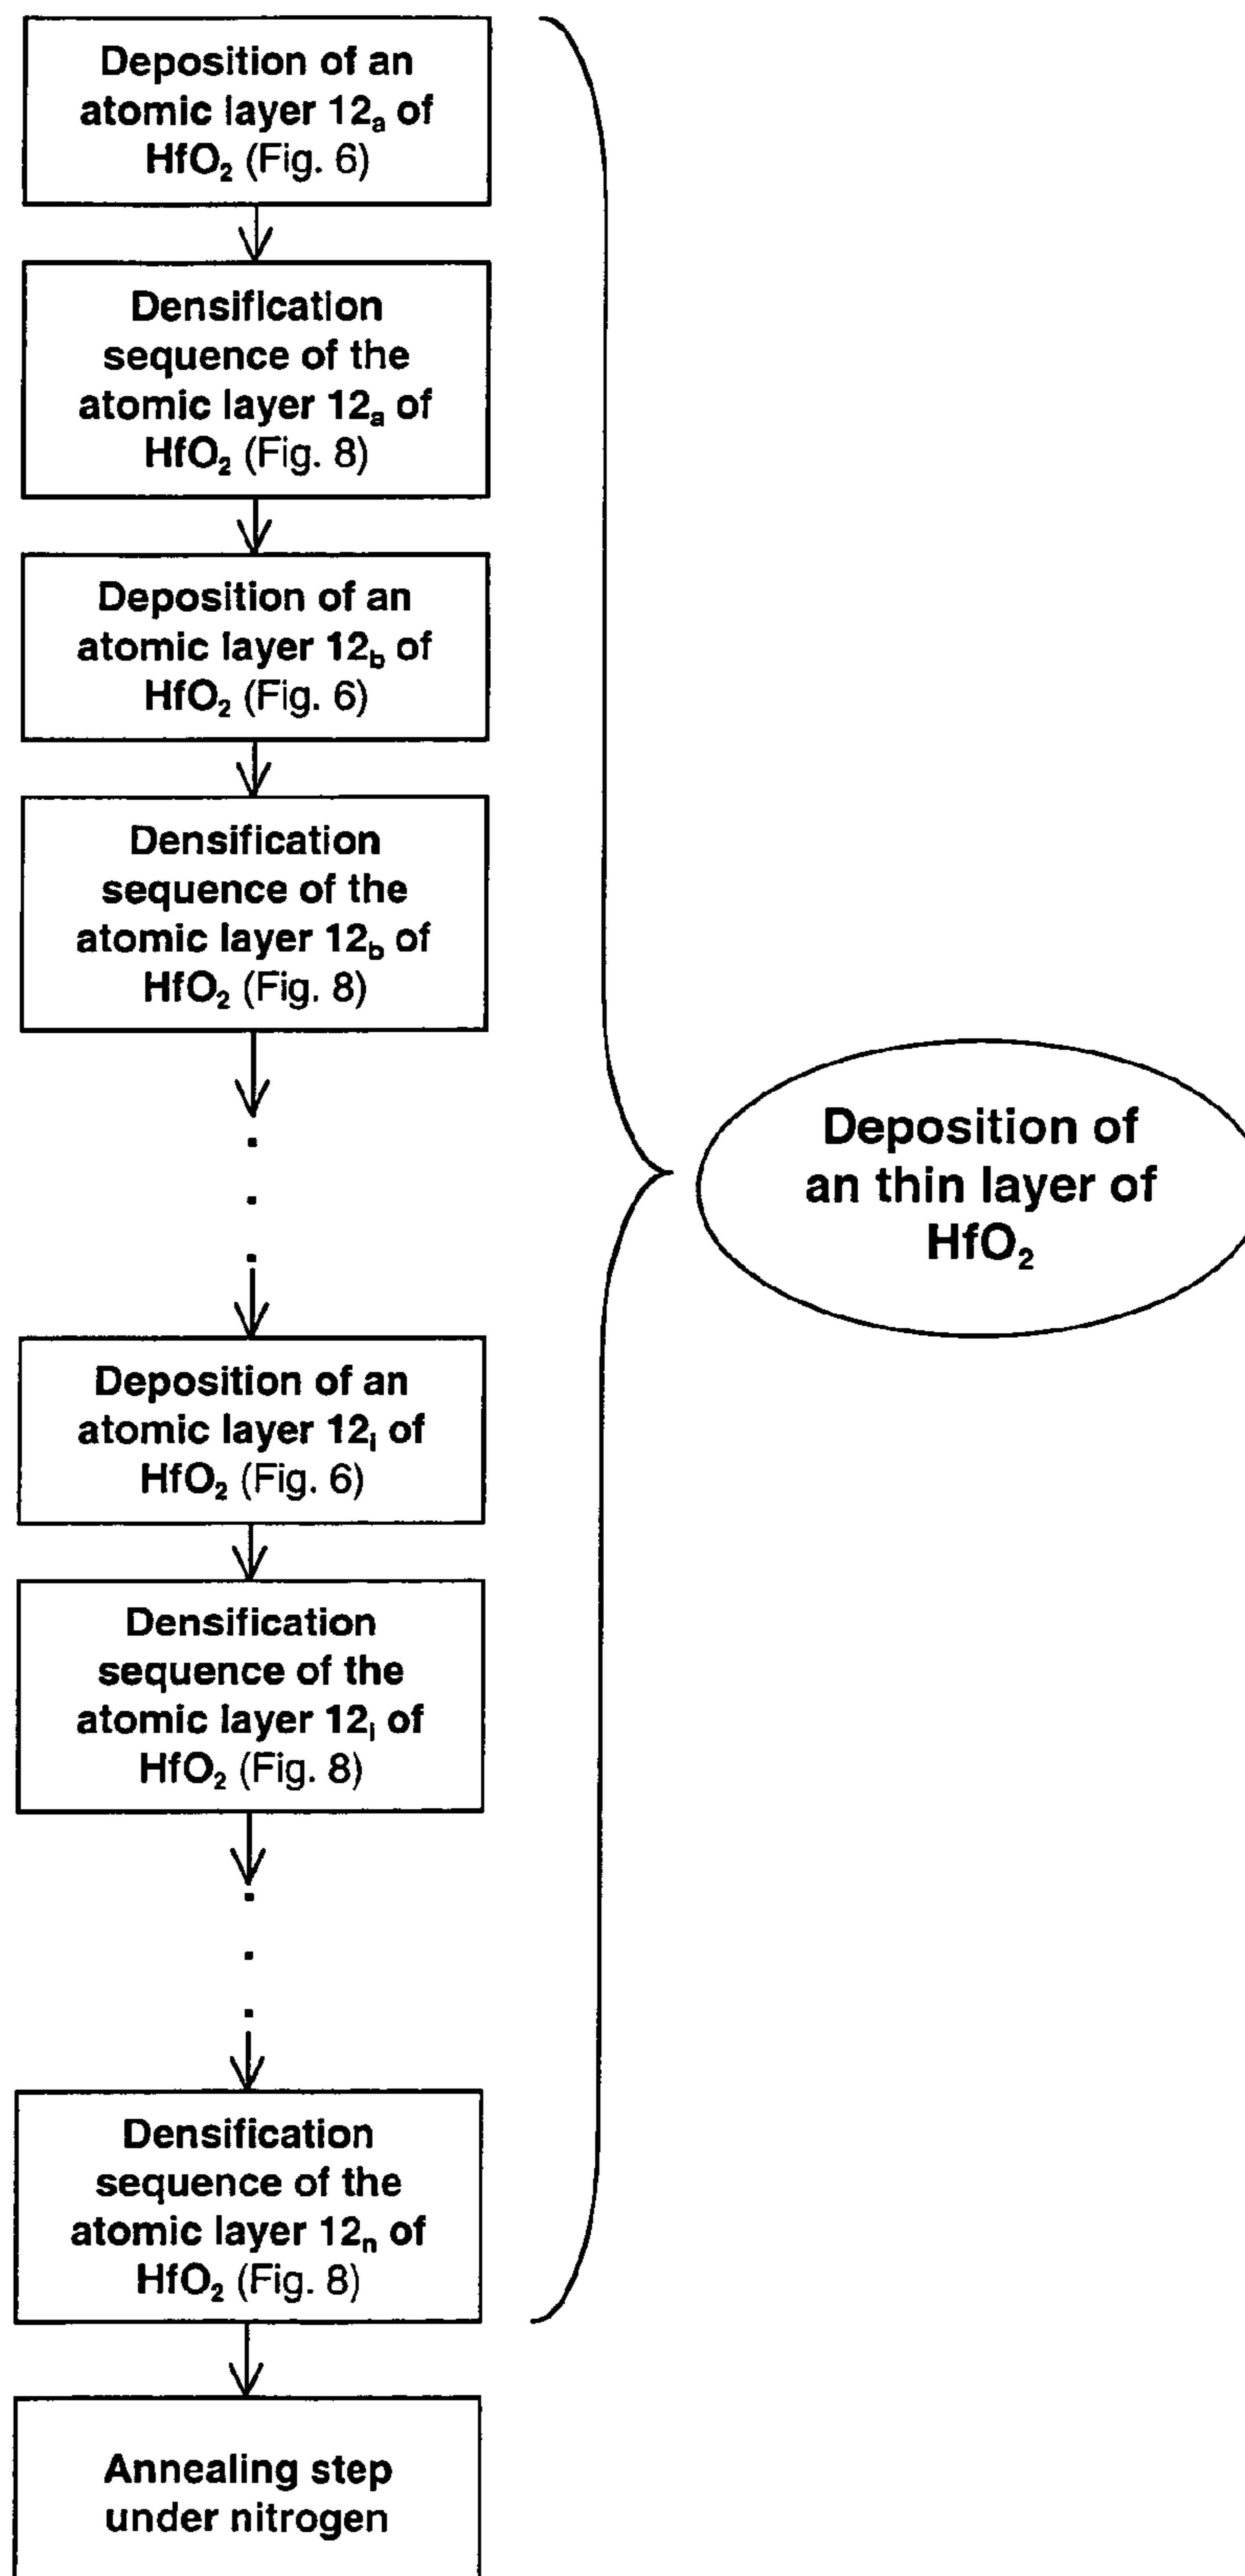 Deposition of an
atomic layer 12ₐ of
HfO₂ (Fig. 6)
Densification
sequence of the
atomic layer 12ₐ of
HfO₂ (Fig. 8)
Deposition of an
atomic layer 12b of
HfO₂ (Fig. 6)
Densification
sequence of the
atomic layer 12b of
HfO₂ (Fig. 8)
.
.
.
Deposition of an
atomic layer 12ᵢ of
HfO₂ (Fig. 6)
Densification
sequence of the
atomic layer 12ᵢ of
HfO₂ (Fig. 8)
.
.
.
Densification
sequence of the
atomic layer 12ₙ of
HfO₂ (Fig. 8)
Annealing step
under nitrogen
Deposition of
an thin layer of
HfO₂